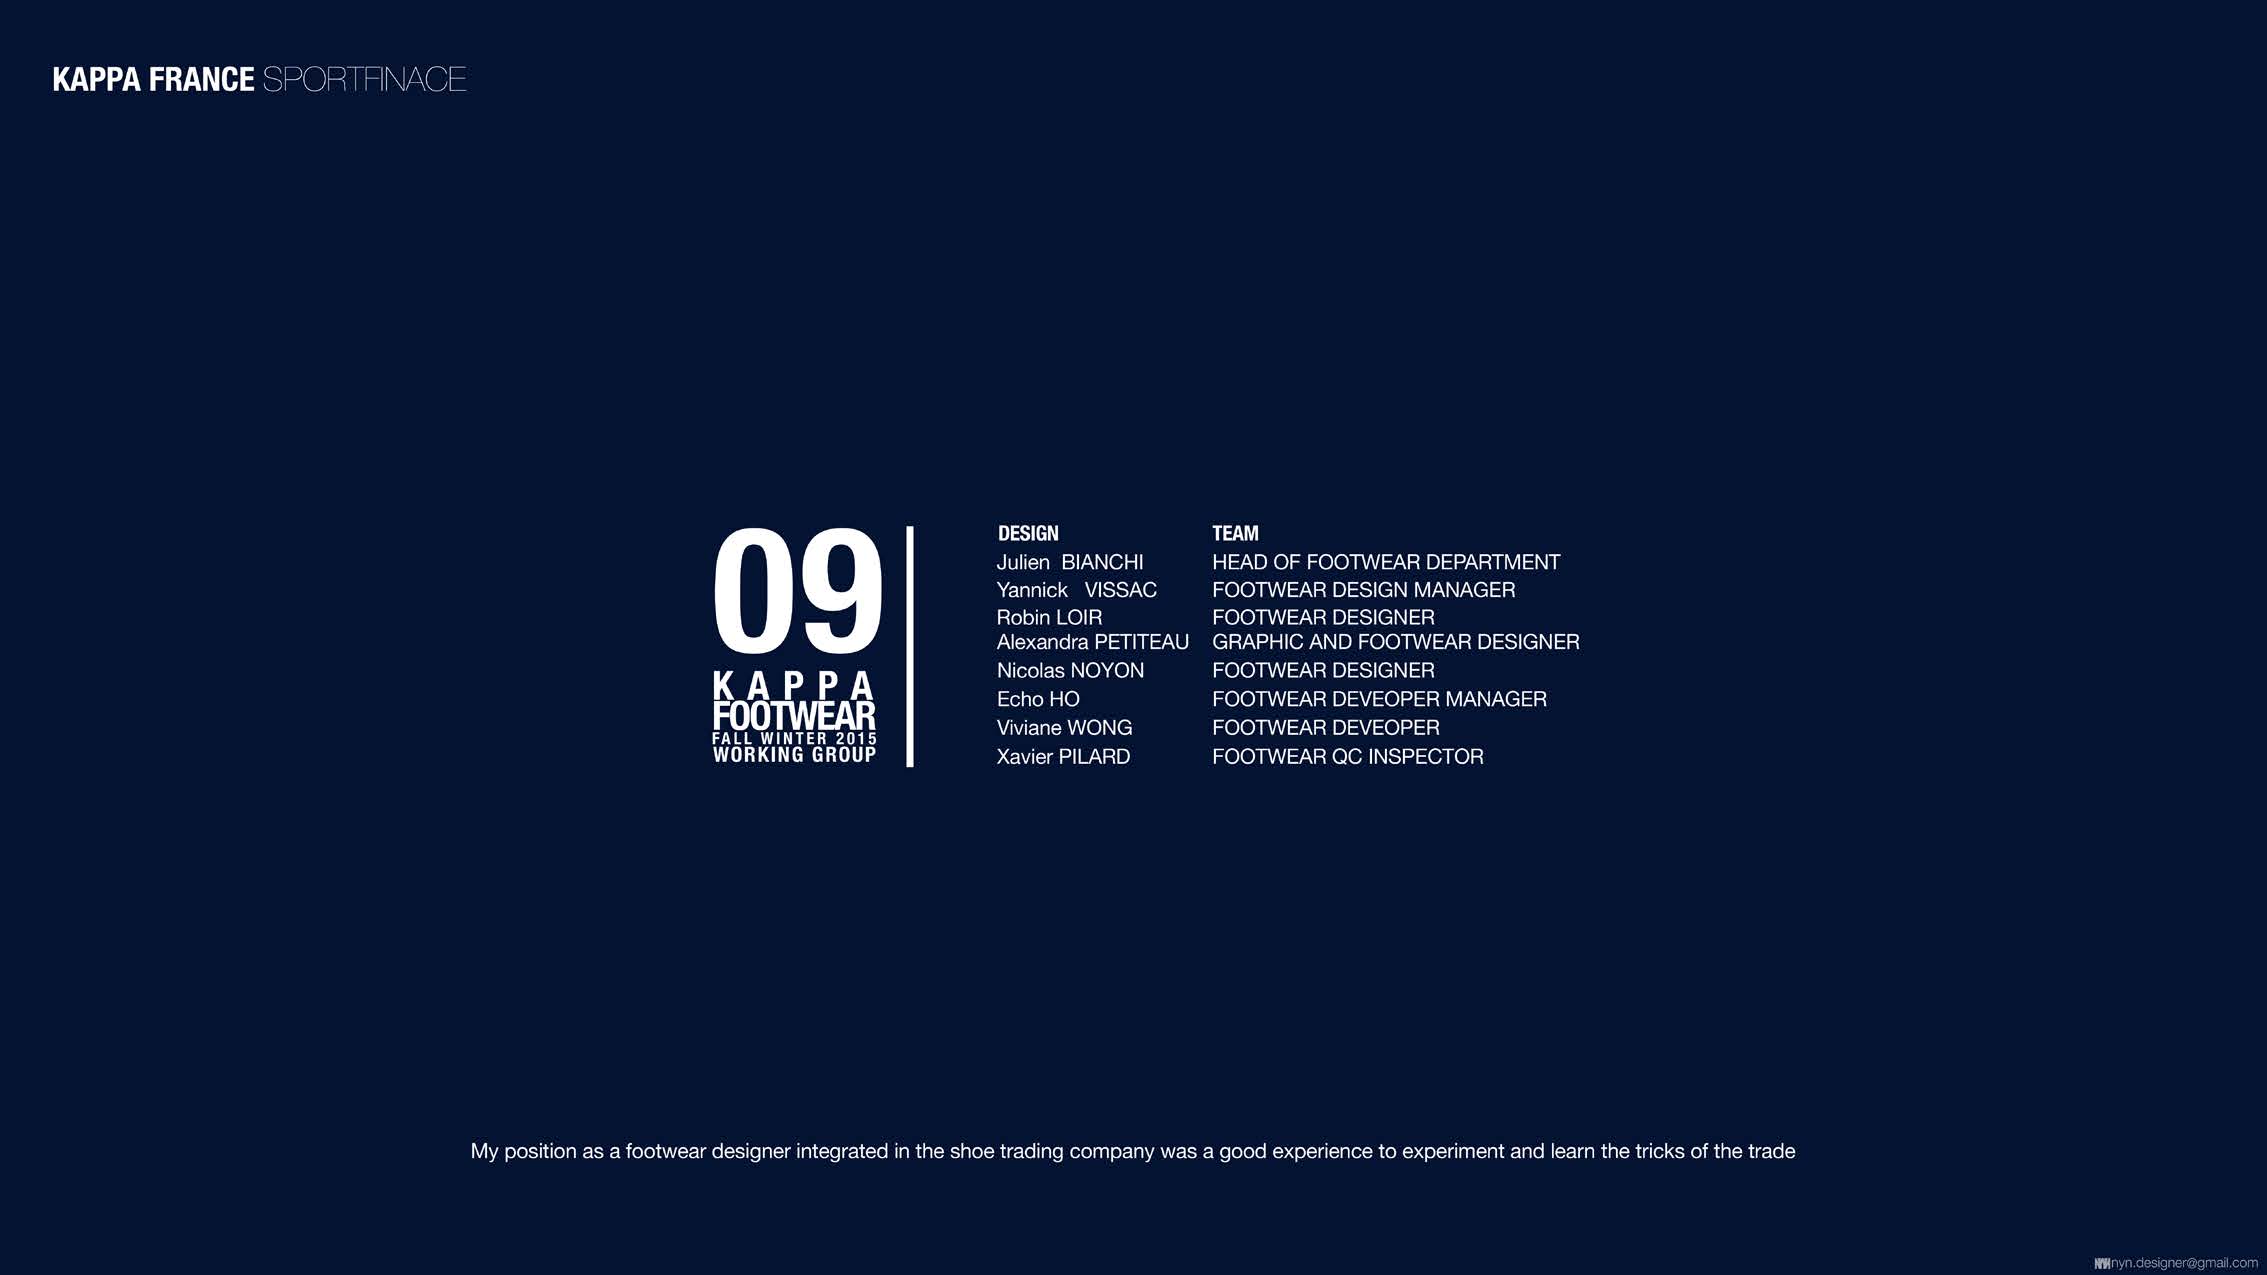 KAPPA FRANCE SPORTFINACE
09
KAPPA
FOOTWEAR
FALL WINTER 2015
WORKING GROUP
DESIGN TEAM
Julien BIANCHI HEAD OF FOOTWEAR DEPARTMENT
Yannick VISSAC FOOTWEAR DESIGN MANAGER
Robin LOIR FOOTWEAR DESIGNER
Alexandra PETITEAU GRAPHIC AND FOOTWEAR DESIGNER
Nicolas NOYON FOOTWEAR DESIGNER
Echo HO FOOTWEAR DEVEOPER MANAGER
Viviane WONG FOOTWEAR DEVEOPER
Xavier PILARD FOOTWEAR QC INSPECTOR
My position as a footwear designer integrated in the shoe trading company was a good experience to experiment and learn the tricks of the trade
nyn.designer@gmail.com